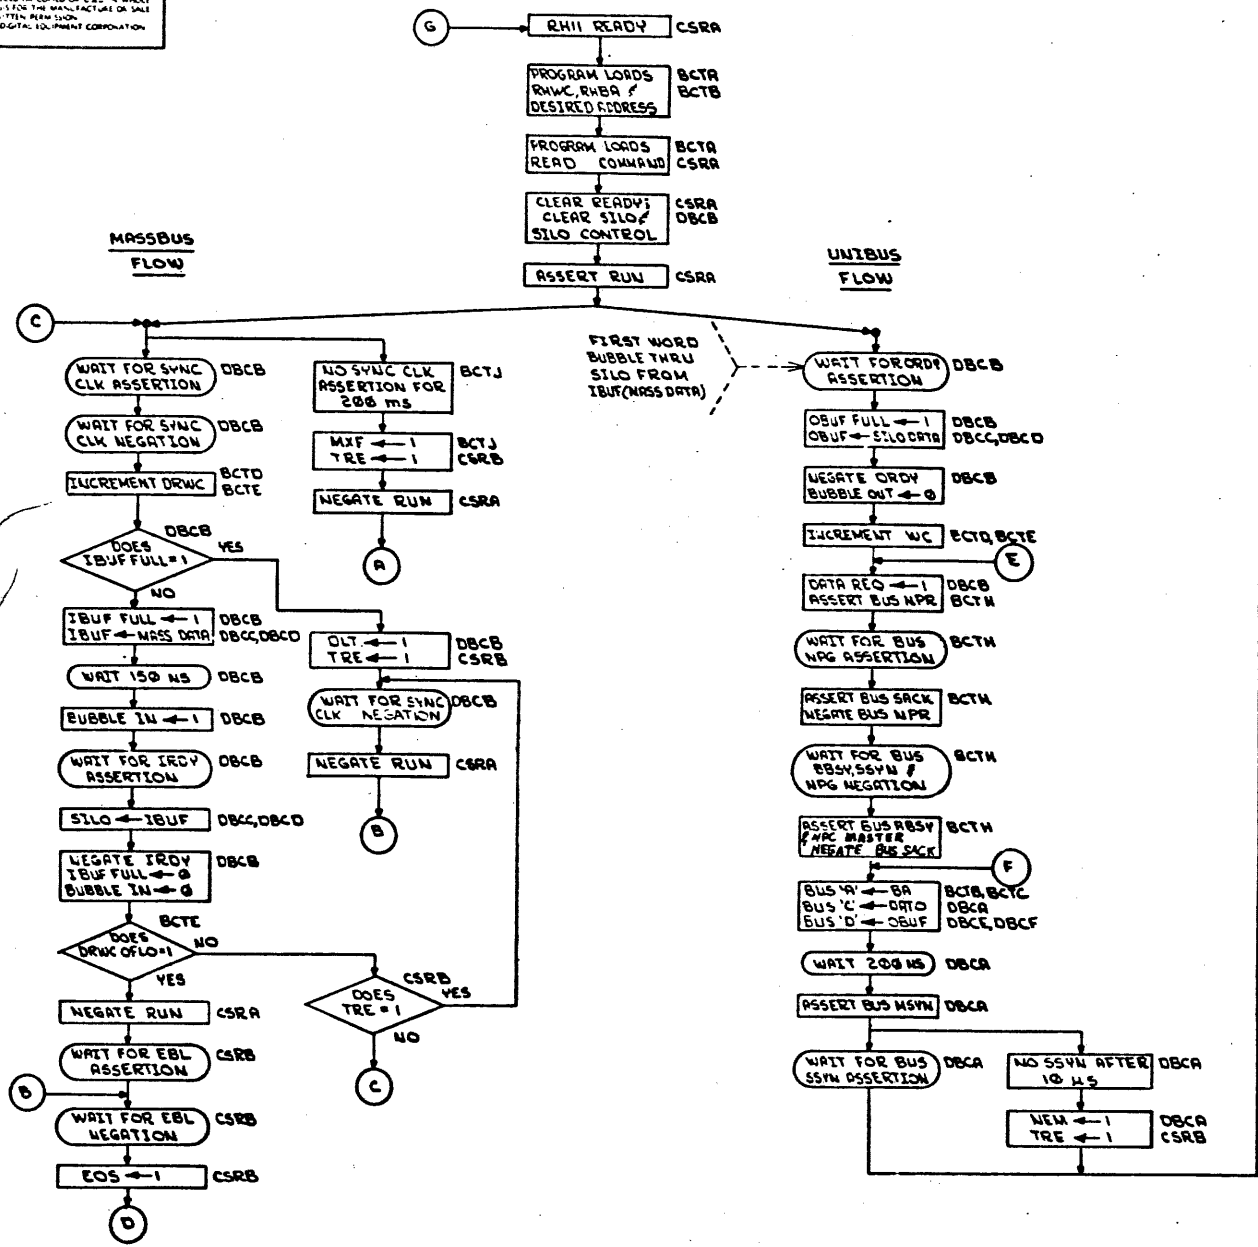 IS FOR THE MANUFACTURE OR SALE
WRITTEN PERMISSION
DIGITAL EQUIPMENT CORPORATION
G
RH11 READY CSRA
PROGRAM LOADS BCTA
RHWC, RHBA & BCTB
DESIRED ADDRESS
PROGRAM LOADS BCTA
READ COMMAND CSRA
CLEAR READY; CSRA
CLEAR SILO & DBCB
SILO CONTROL
ASSERT RUN CSRA
MASSBUS
FLOW
C
WAIT FOR SYNC DBCB
CLK ASSERTION
WAIT FOR SYNC DBCB
CLK NEGATION
INCREMENT DRWC BCTD
BCTE
DBCB
DOES
IBUF FULL=1
YES
NO
IBUF FULL ← 1 DBCB
IBUF ← MASS DATA DBCC,DBCD
WAIT 150 NS DBCB
BUBBLE IN ← 1 DBCB
WAIT FOR IRDY DBCB
ASSERTION
SILO ← IBUF DBCC,DBCD
NEGATE IRDY DBCB
IBUF FULL ← 0
BUBBLE IN ← 0
BCTE
DOES
DRWC OFLO=1
NO
YES
NEGATE RUN CSRA
WAIT FOR EBL CSRB
ASSERTION
B
WAIT FOR EBL CSRB
NEGATION
EOS ← 1 CSRB
D
NO SYNC CLK BCTJ
ASSERTION FOR
200 ms
MXF ← 1 BCTJ
TRE ← 1 CSRB
NEGATE RUN CSRA
A
DLT ← 1 DBCB
TRE ← 1 CSRB
WAIT FOR SYNC DBCB
CLK NEGATION
NEGATE RUN CSRA
B
CSRB
DOES
TRE = 1
YES
NO
C
UNIBUS
FLOW
FIRST WORD
BUBBLE THRU
SILO FROM
IBUF(MASS DATA)
WAIT FOR ORDY DBCB
ASSERTION
OBUF FULL ← 1 DBCB
OBUF ← SILO DATA DBCC,DBCD
NEGATE ORDY DBCB
BUBBLE OUT ← 0
INCREMENT WC BCTD, BCTE
E
DATA REQ ← 1 DBCB
ASSERT BUS NPR BCTH
WAIT FOR BUS BCTH
NPG ASSERTION
ASSERT BUS SACK BCTH
NEGATE BUS NPR
WAIT FOR BUS BCTH
BBSY, SSYN &
NPG NEGATION
ASSERT BUS BBSY BCTH
& NPC MASTER
NEGATE BUS SACK
F
BUS 'A' ← BA BCTB, BCTC
BUS 'C' ← DATO DBCA
BUS 'D' ← OBUF DBCE, DBCF
WAIT 200 NS DBCA
ASSERT BUS MSYN DBCA
WAIT FOR BUS DBCA
SSYN ASSERTION
NO SSYN AFTER DBCA
10 μS
NEM ← 1 DBCA
TRE ← 1 CSRB